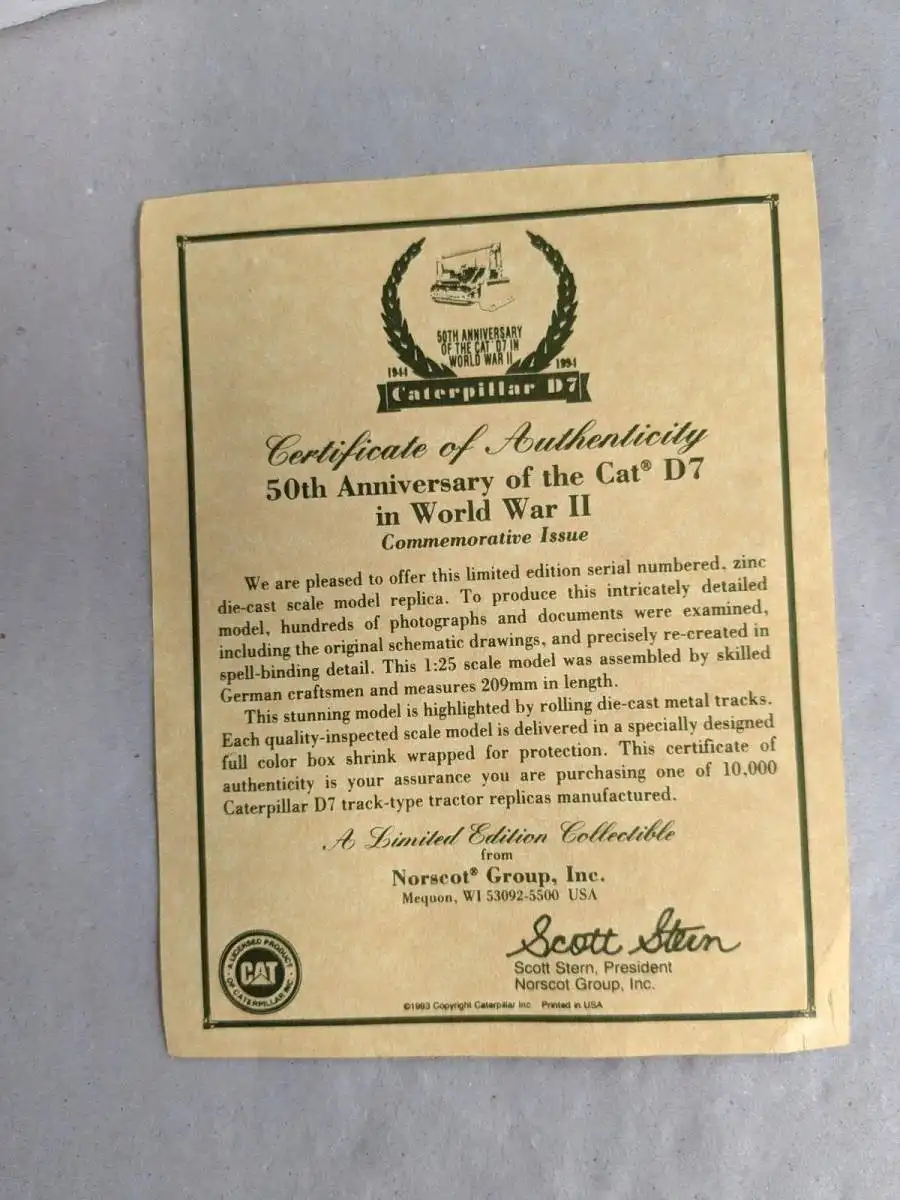 50TH ANNIVERSARY
OF THE CAT D7 IN
WORLD WAR II
1944 1994
Caterpillar D7
Certificate of Authenticity
50th Anniversary of the Cat® D7
in World War II
Commemorative Issue
We are pleased to offer this limited edition serial numbered, zinc
die-cast scale model replica. To produce this intricately detailed
model, hundreds of photographs and documents were examined,
including the original schematic drawings, and precisely re-created in
spell-binding detail. This 1:25 scale model was assembled by skilled
German craftsmen and measures 209mm in length.
This stunning model is highlighted by rolling die-cast metal tracks.
Each quality-inspected scale model is delivered in a specially designed
full color box shrink wrapped for protection. This certificate of
authenticity is your assurance you are purchasing one of 10,000
Caterpillar D7 track-type tractor replicas manufactured.
A Limited Edition Collectible
from
Norscot® Group, Inc.
Mequon, WI 53092-5500 USA
Scott Stern
Scott Stern, President
Norscot Group, Inc.
A LICENSED PRODUCT
CAT
OF CATERPILLAR INC.
©1993 Copyright Caterpillar Inc. Printed in USA